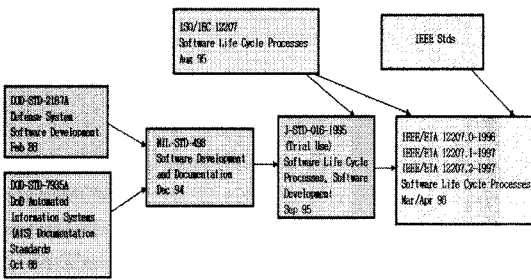 ISO/IEC 12207
Software Life Cycle Processes
Aug 95
IEEE Stds
DOD-STD-2167A
Defense System
Software Development
Feb 88
MIL-STD-498
Software Development
and Documentation
Dec 94
J-STD-016-1995
(Trial Use)
Software Life Cycle
Processes, Software
Development
Sep 95
IEEE/EIA 12207.0-1996
IEEE/EIA 12207.1-1997
IEEE/EIA 12207.2-1997
Software Life Cycle Processes
Mar/Apr 98
DOD-STD-7935A
DoD Automated
Information Systems
(AIS) Documentation
Standards
Oct 88